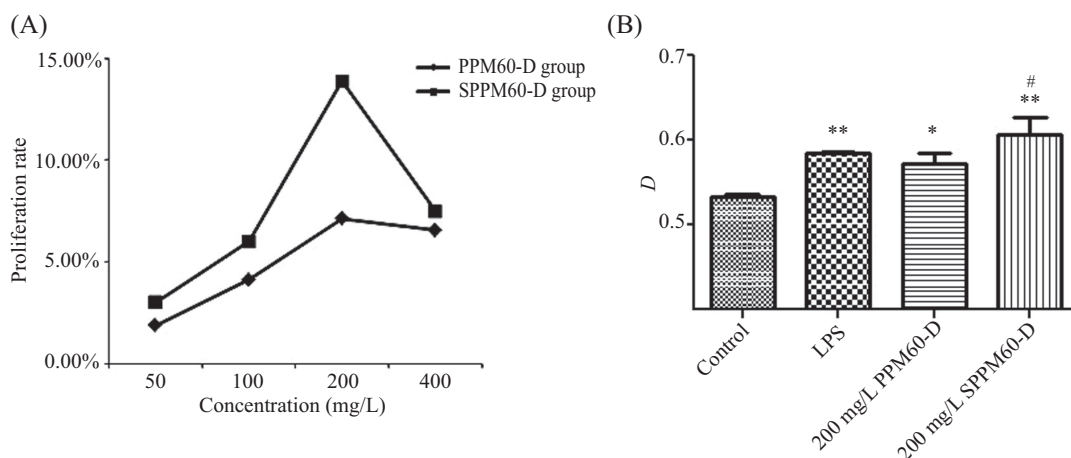 (A)
15.00%
10.00%
5.00%
0.00%
Proliferation rate
50 100 200 400
Concentration (mg/L)
PPM60-D group
SPPM60-D group
(B)
0.7
0.6
0.5
D
**
*
#
**
Control
LPS
200 mg/L PPM60-D
200 mg/L SPPM60-D